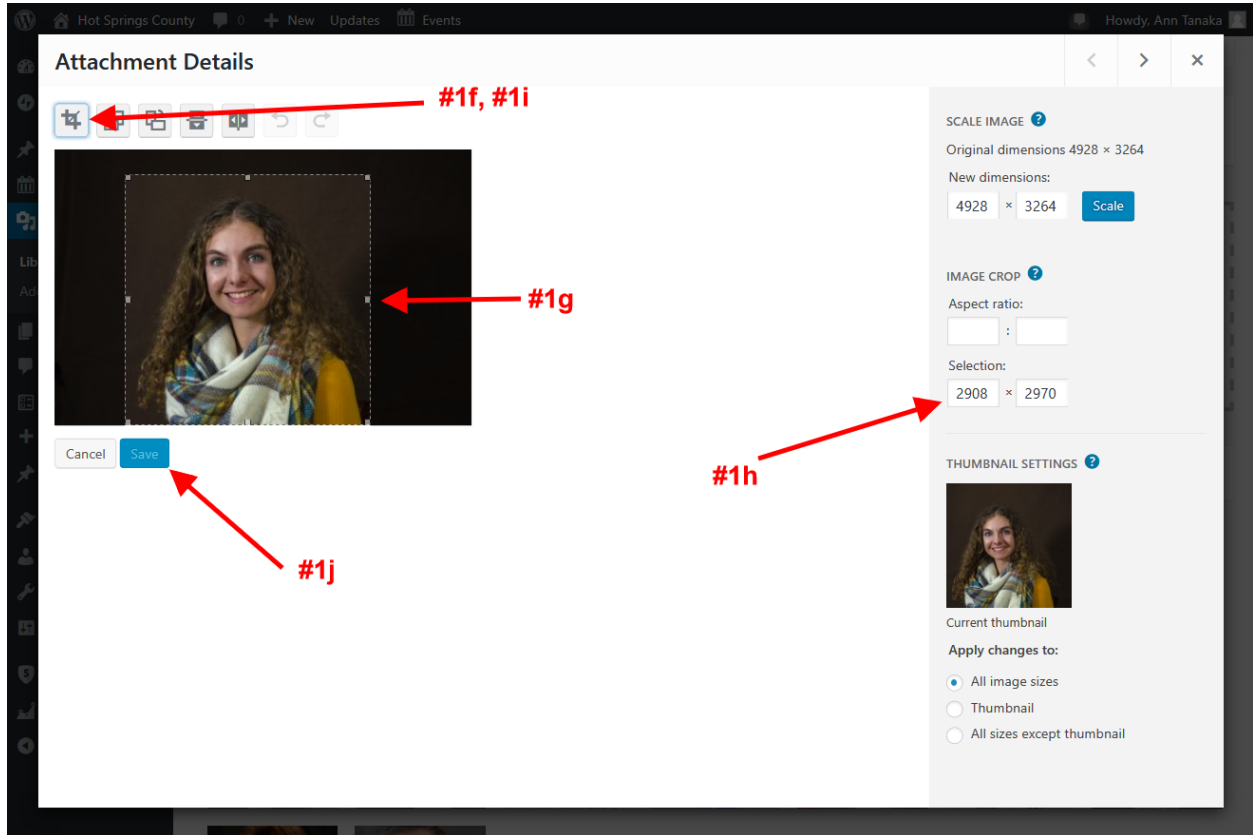 Hot Springs County 0 + New Updates Events
Howdy, Ann Tanaka
Attachment Details
#1f, #1i
SCALE IMAGE ?
Original dimensions 4928 × 3264
New dimensions:
4928 × 3264 Scale
IMAGE CROP ?
Aspect ratio:
:
Selection:
2908 × 2970
#1g
#1h
Cancel Save
#1j
THUMBNAIL SETTINGS ?
Current thumbnail
Apply changes to:
All image sizes
Thumbnail
All sizes except thumbnail
Lib
Ad